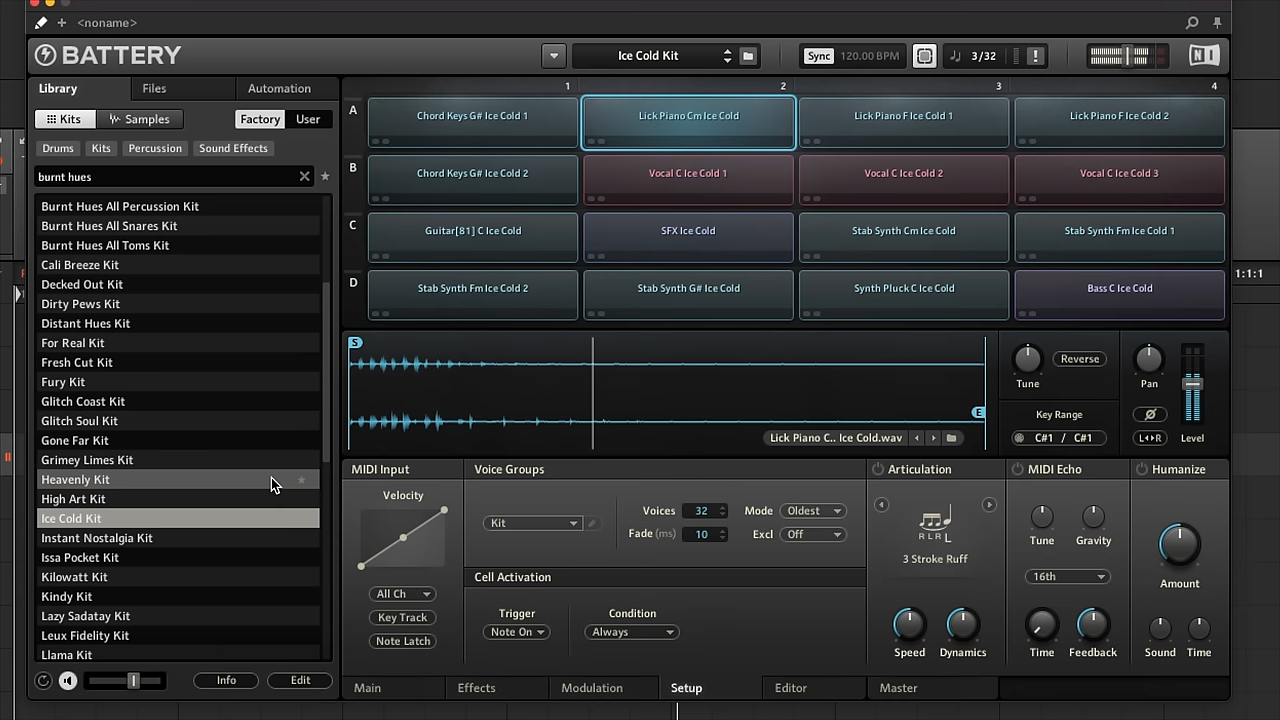 <noname>
BATTERY
Ice Cold Kit
Sync 120.00 BPM
3/32
!
NI
Library Files Automation
Kits Samples Factory User
Drums Kits Percussion Sound Effects
burnt hues
Burnt Hues All Percussion Kit
Burnt Hues All Snares Kit
Burnt Hues All Toms Kit
Cali Breeze Kit
Decked Out Kit
Dirty Pews Kit
Distant Hues Kit
For Real Kit
Fresh Cut Kit
Fury Kit
Glitch Coast Kit
Glitch Soul Kit
Gone Far Kit
Grimey Limes Kit
Heavenly Kit
High Art Kit
Ice Cold Kit
Instant Nostalgia Kit
Issa Pocket Kit
Kilowatt Kit
Kindy Kit
Lazy Sadatay Kit
Leux Fidelity Kit
Llama Kit
Info Edit
1 2 3 4
A Chord Keys G# Ice Cold 1 Lick Piano Cm Ice Cold Lick Piano F Ice Cold 1 Lick Piano F Ice Cold 2
B Chord Keys G# Ice Cold 2 Vocal C Ice Cold 1 Vocal C Ice Cold 2 Vocal C Ice Cold 3
C Guitar[81] C Ice Cold SFX Ice Cold Stab Synth Cm Ice Cold Stab Synth Fm Ice Cold 1
D Stab Synth Fm Ice Cold 2 Stab Synth G# Ice Cold Synth Pluck C Ice Cold Bass C Ice Cold
S
E
Lick Piano C.. Ice Cold.wav
Tune Reverse
Key Range
C#1 / C#1
Pan
L R
Level
1:1:1
MIDI Input
Velocity
All Ch
Key Track
Note Latch
Voice Groups
Kit
Voices 32 Mode Oldest
Fade (ms) 10 Excl Off
Cell Activation
Trigger Condition
Note On Always
Articulation
R L R L
3 Stroke Ruff
Speed Dynamics
MIDI Echo
Tune Gravity
16th
Time Feedback
Humanize
Amount
Sound Time
Main Effects Modulation Setup Editor Master